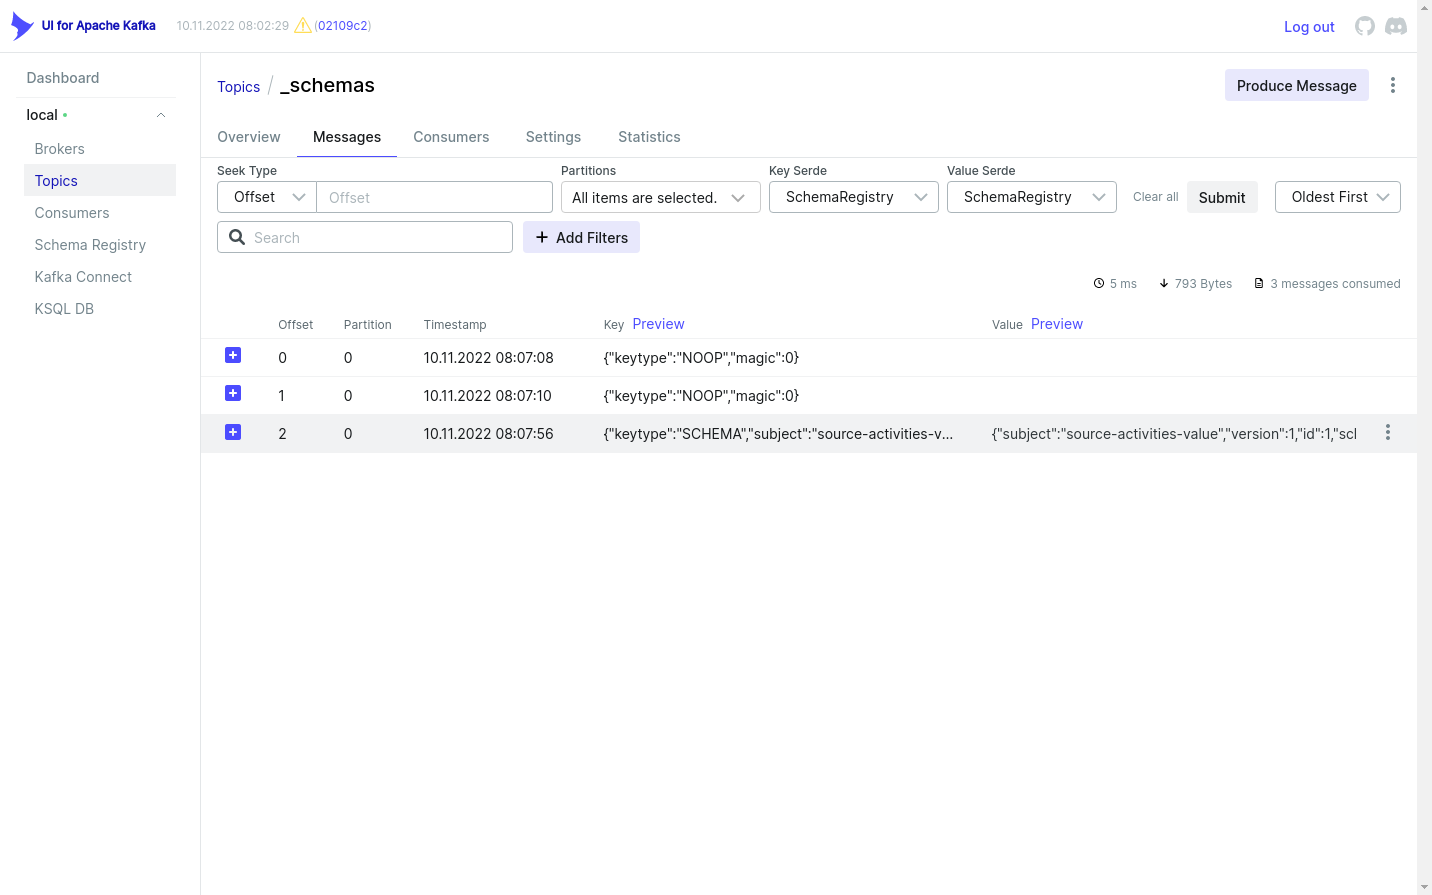 UI for Apache Kafka 10.11.2022 08:02:29 (02109c2) Log out
Dashboard
local
Brokers
Topics
Consumers
Schema Registry
Kafka Connect
KSQL DB
Topics / _schemas Produce Message
Overview Messages Consumers Settings Statistics
Seek Type Partitions Key Serde Value Serde
Offset Offset All items are selected. SchemaRegistry SchemaRegistry Clear all Submit Oldest First
Search Add Filters
5 ms 793 Bytes 3 messages consumed
Offset Partition Timestamp Key Preview Value Preview
0 0 10.11.2022 08:07:08 {"keytype":"NOOP","magic":0}
1 0 10.11.2022 08:07:10 {"keytype":"NOOP","magic":0}
2 0 10.11.2022 08:07:56 {"keytype":"SCHEMA","subject":"source-activities-v... {"subject":"source-activities-value","version":1,"id":1,"scl